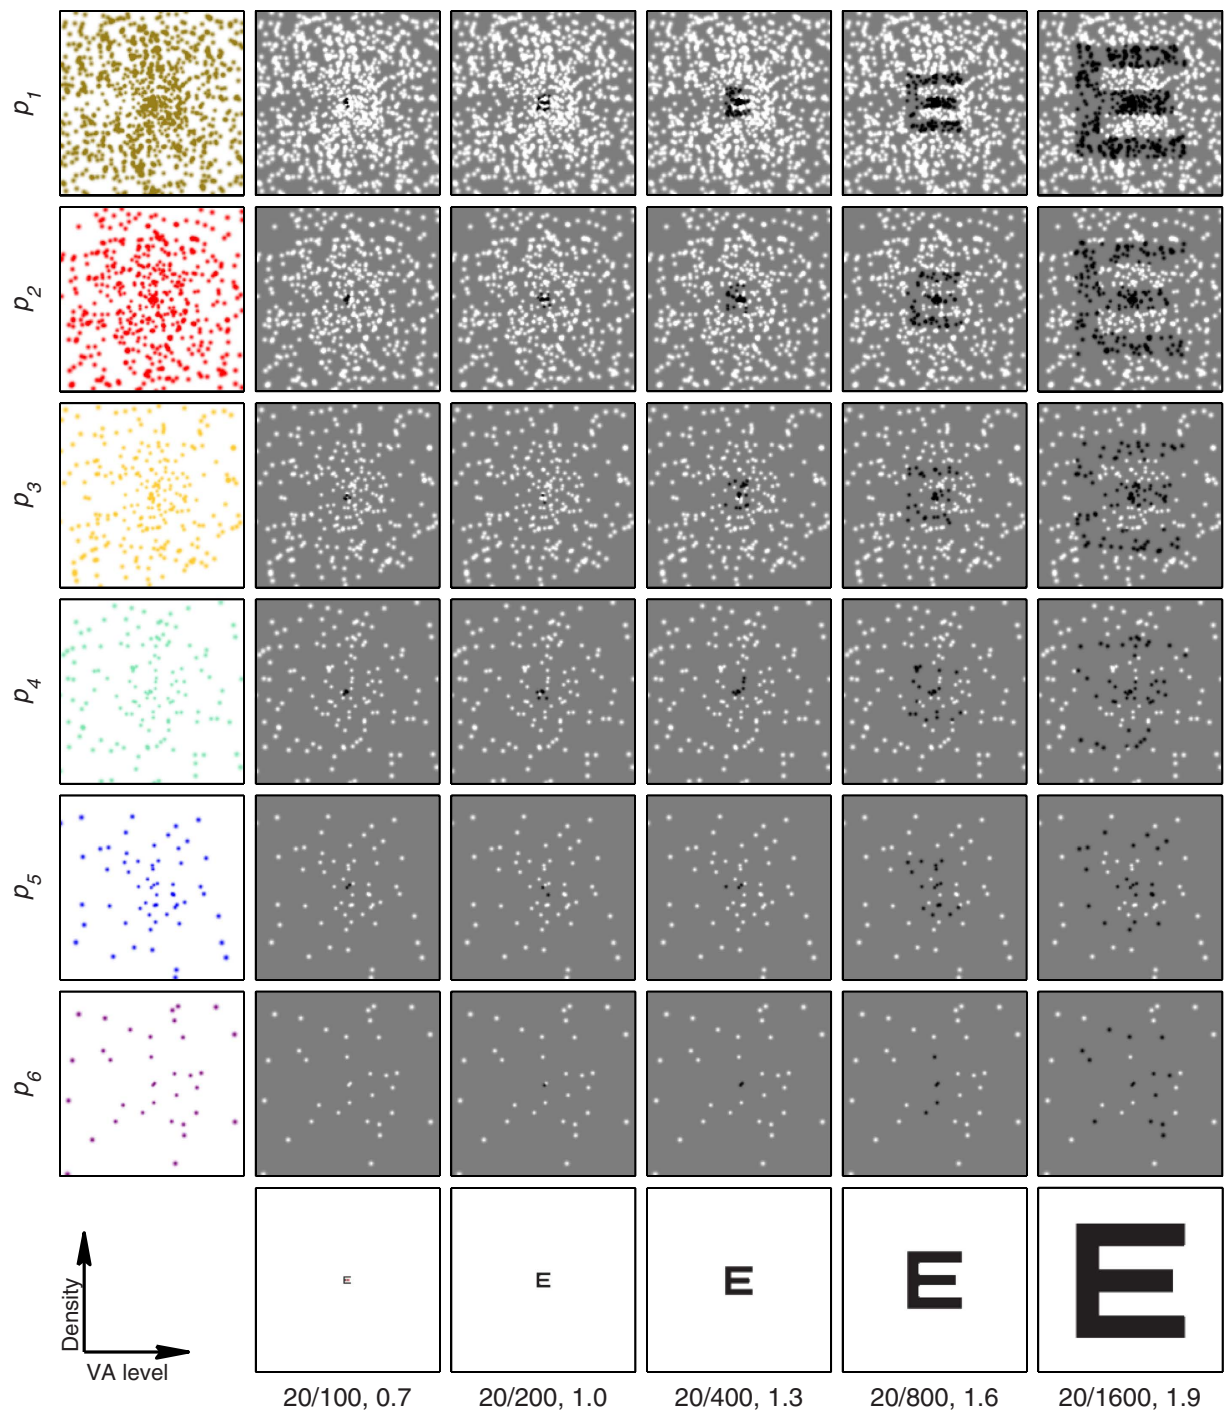 p1
p2
p3
p4
p5
p6
E E E E E
Density
VA level
20/100, 0.7 20/200, 1.0 20/400, 1.3 20/800, 1.6 20/1600, 1.9